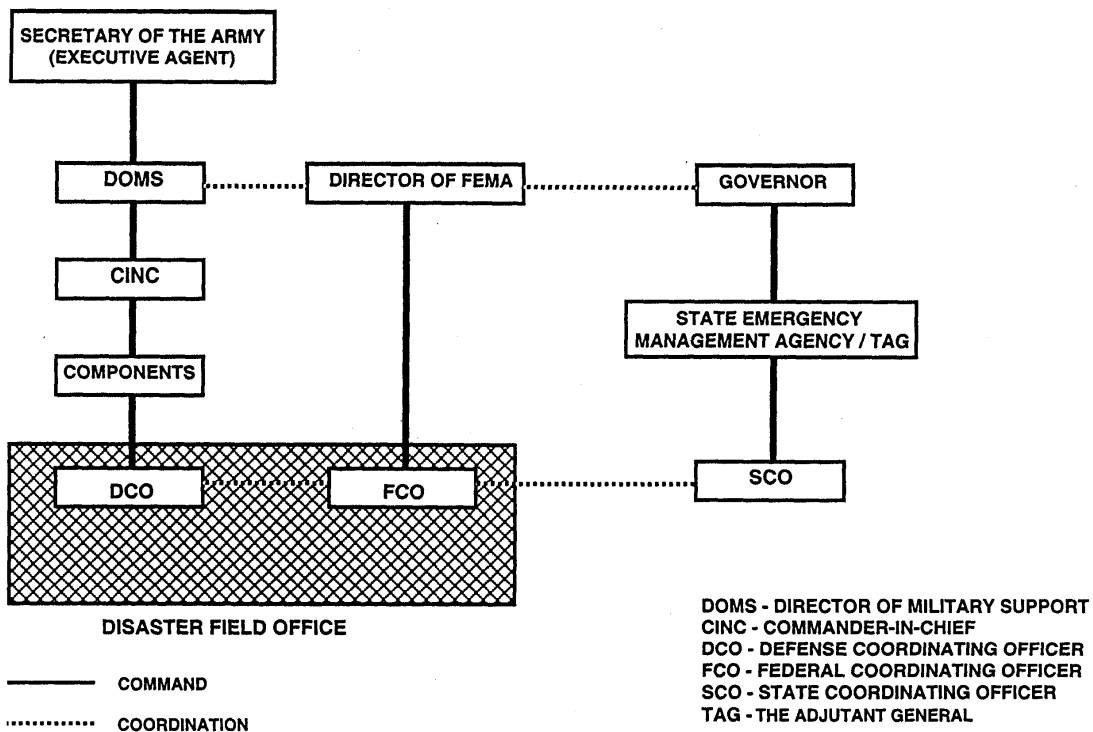 SECRETARY OF THE ARMY
(EXECUTIVE AGENT)
DOMS
DIRECTOR OF FEMA
GOVERNOR
CINC
STATE EMERGENCY
MANAGEMENT AGENCY / TAG
COMPONENTS
DCO
FCO
SCO
DISASTER FIELD OFFICE
COMMAND
COORDINATION
DOMS - DIRECTOR OF MILITARY SUPPORT
CINC - COMMANDER-IN-CHIEF
DCO - DEFENSE COORDINATING OFFICER
FCO - FEDERAL COORDINATING OFFICER
SCO - STATE COORDINATING OFFICER
TAG - THE ADJUTANT GENERAL